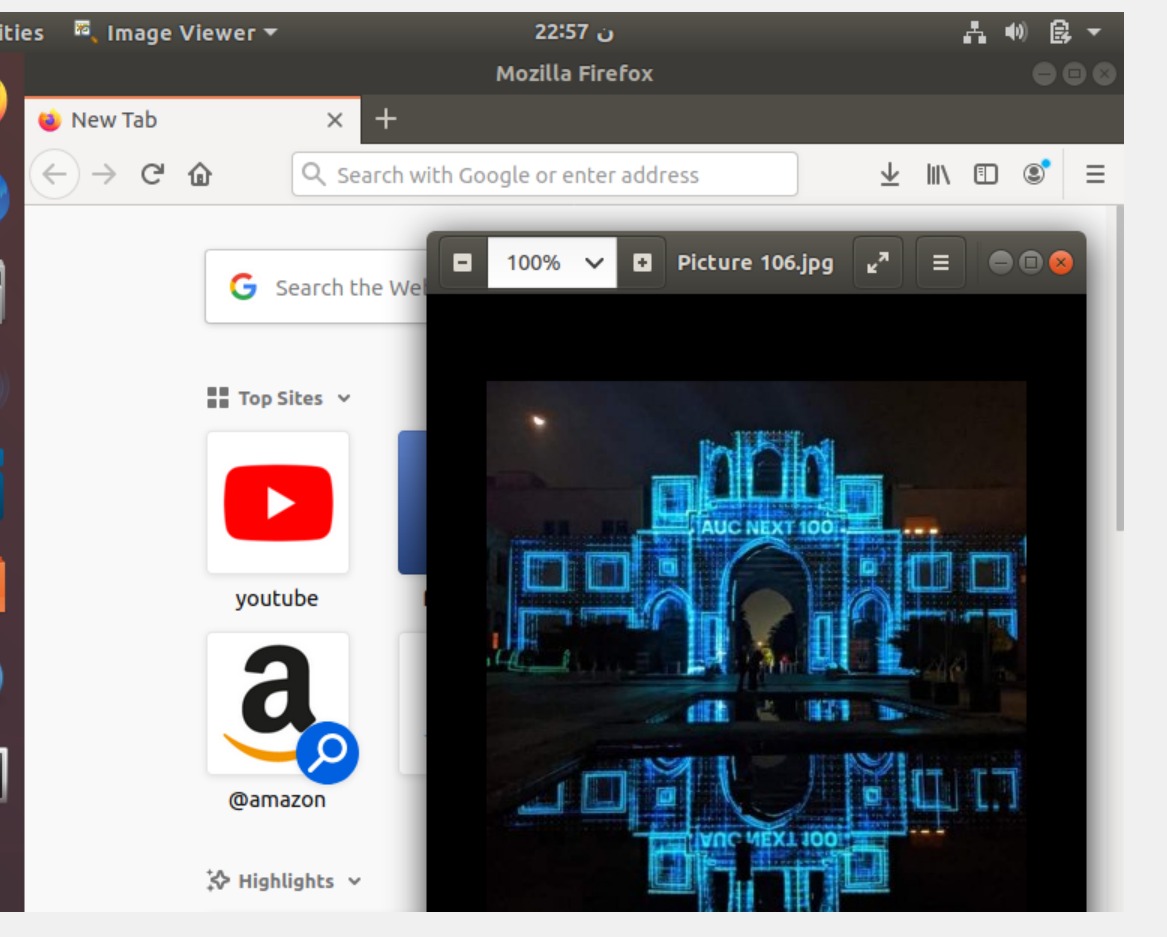 ities Image Viewer 22:57 ن
Mozilla Firefox
New Tab
Search with Google or enter address
100% Picture 106.jpg
Search the Web
Top Sites
AUC NEXT 100
youtube
@amazon
AUC NEXT 100
Highlights